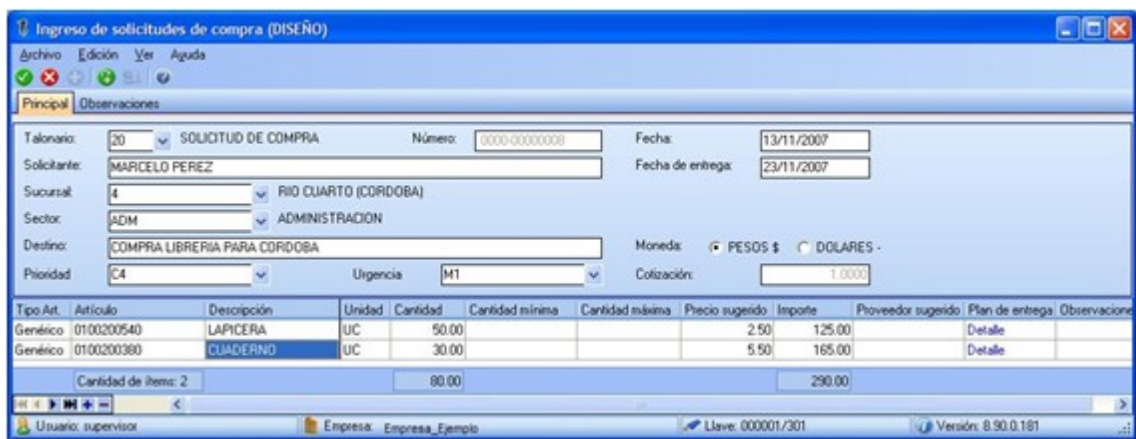 Ingreso de solicitudes de compra (DISEÑO)
Archivo Edición Ver Ayuda
Principal Observaciones
Talonario: 20 SOLICITUD DE COMPRA Número: 0000-00000008 Fecha: 13/11/2007
Solicitante: MARCELO PEREZ Fecha de entrega: 23/11/2007
Sucursal: 4 RIO CUARTO (CORDOBA)
Sector: ADM ADMINISTRACION
Destino: COMPRA LIBRERIA PARA CORDOBA Moneda: PESOS $ DOLARES -
Prioridad C4 Urgencia M1 Cotización: 1.0000
Tipo Art. Artículo Descripción Unidad Cantidad Cantidad mínima Cantidad máxima Precio sugerido Importe Proveedor sugerido Plan de entrega Observacione
Genérico 0100200540 LAPICERA UC 50.00 2.50 125.00 Detalle
Genérico 0100200380 CUADERNO UC 30.00 5.50 165.00 Detalle
Cantidad de ítems: 2 80.00 290.00
Usuario: supervisor Empresa: Empresa_Ejemplo Llave: 000001/301 Versión: 8.90.0.181